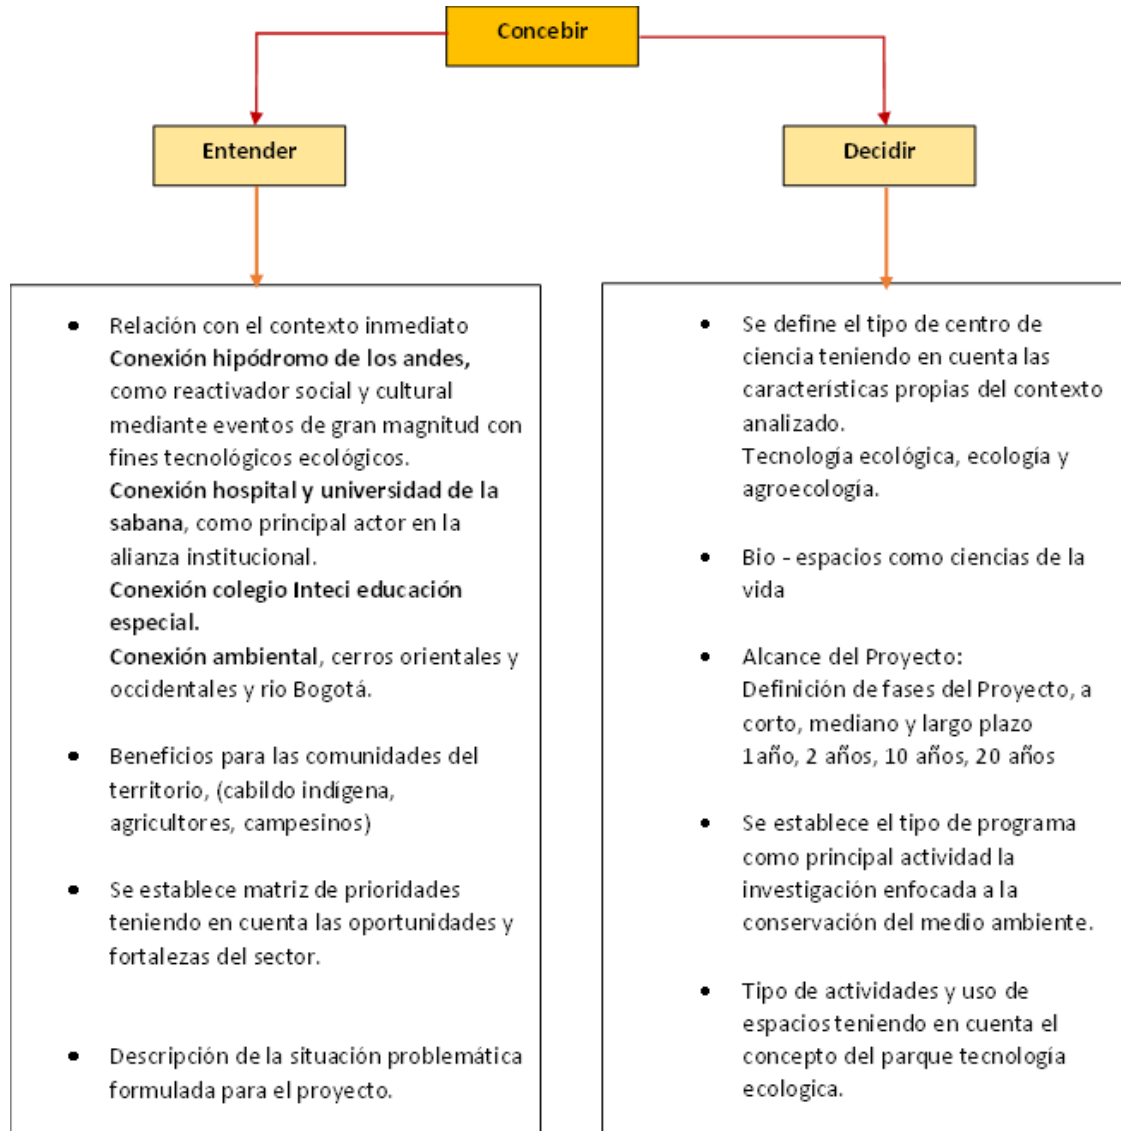 Concebir
Entender
Decidir
• Relación con el contexto inmediato
Conexión hipódromo de los andes,
como reactivador social y cultural
mediante eventos de gran magnitud con
fines tecnológicos ecológicos.
Conexión hospital y universidad de la
sabana, como principal actor en la
alianza institucional.
Conexión colegio Inteci educación
especial.
Conexión ambiental, cerros orientales y
occidentales y rio Bogotá.
• Beneficios para las comunidades del
territorio, (cabildo indígena,
agricultores, campesinos)
• Se establece matriz de prioridades
teniendo en cuenta las oportunidades y
fortalezas del sector.
• Descripción de la situación problemática
formulada para el proyecto.
• Se define el tipo de centro de
ciencia teniendo en cuenta las
características propias del contexto
analizado.
Tecnología ecológica, ecología y
agroecología.
• Bio - espacios como ciencias de la
vida
• Alcance del Proyecto:
Definición de fases del Proyecto, a
corto, mediano y largo plazo
1año, 2 años, 10 años, 20 años
• Se establece el tipo de programa
como principal actividad la
investigación enfocada a la
conservación del medio ambiente.
• Tipo de actividades y uso de
espacios teniendo en cuenta el
concepto del parque tecnología
ecologica.